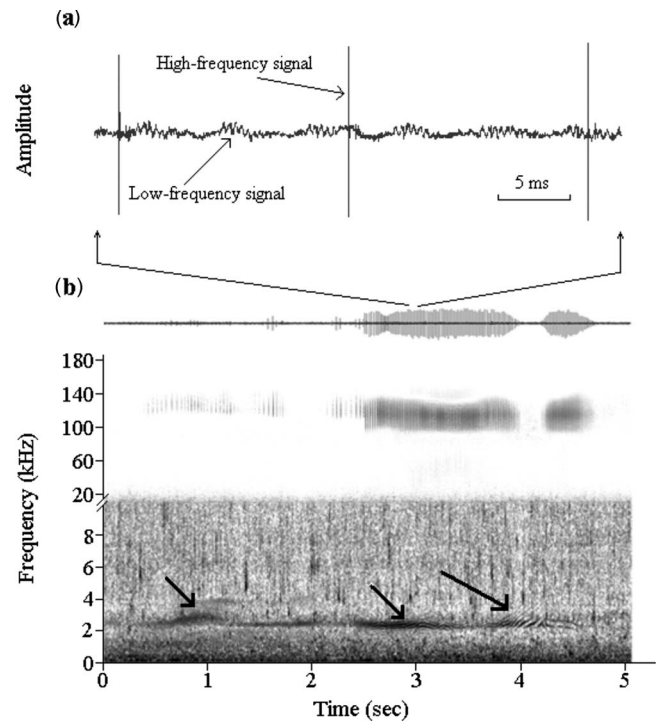 (a)
High-frequency signal
Amplitude
Low-frequency signal
5 ms
(b)
180
140
100
60
20
8
6
4
2
0
Frequency (kHz)
0
1
2
3
4
5
Time (sec)